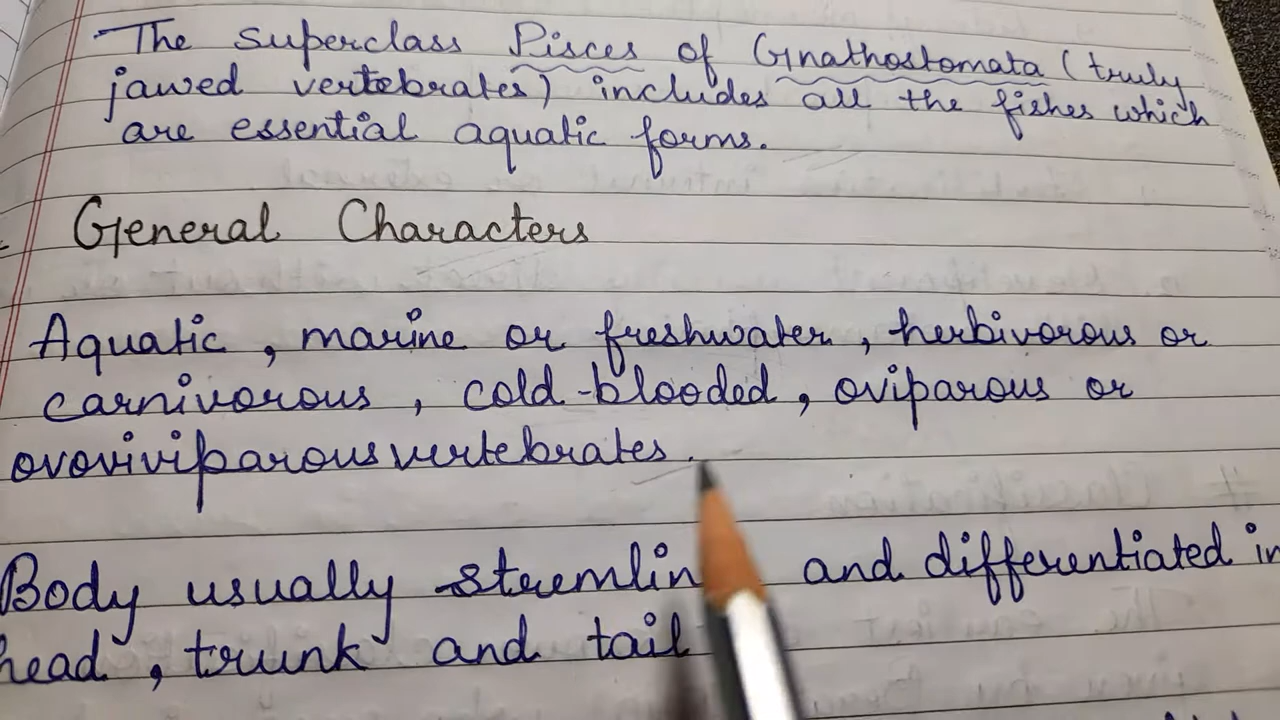 The superclass Pisces of Gnathostomata (truly
jawed vertebrates) includes all the fishes which
are essential aquatic forms.
General Characters
Aquatic, marine or freshwater, herbivorous or
carnivorous, cold-blooded, oviparous or
ovoviviparous vertebrates.
Body usually stremlin and differentiated in
head, trunk and tail